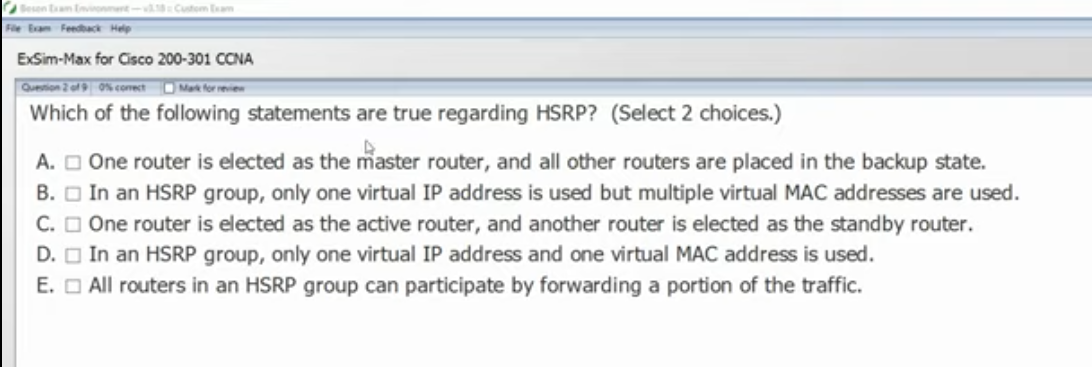 Boson Exam Environment — v3.18 :: Custom Exam
File Exam Feedback Help
ExSim-Max for Cisco 200-301 CCNA
Question 2 of 9 0% correct Mark for review
Which of the following statements are true regarding HSRP? (Select 2 choices.)
A. One router is elected as the master router, and all other routers are placed in the backup state.
B. In an HSRP group, only one virtual IP address is used but multiple virtual MAC addresses are used.
C. One router is elected as the active router, and another router is elected as the standby router.
D. In an HSRP group, only one virtual IP address and one virtual MAC address is used.
E. All routers in an HSRP group can participate by forwarding a portion of the traffic.